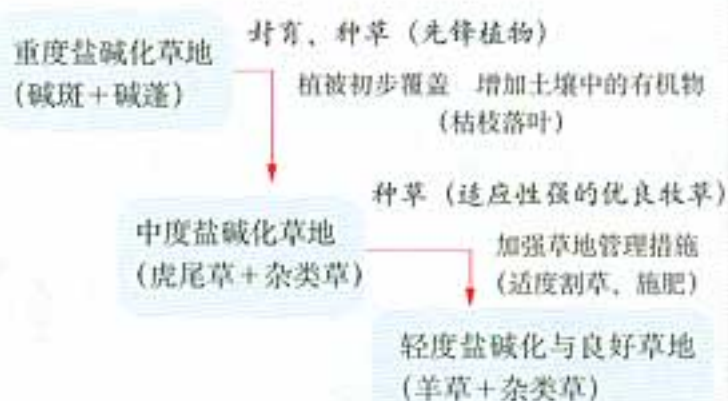 重度盐碱化草地
(碱斑+碱蓬)
封育、种草(先锋植物)
植被初步覆盖 增加土壤中的有机物
(枯枝落叶)
种草(适应性强的优良牧草)
中度盐碱化草地
(虎尾草+杂类草)
加强草地管理措施
(适度割草、施肥)
轻度盐碱化与良好草地
(羊草+杂类草)